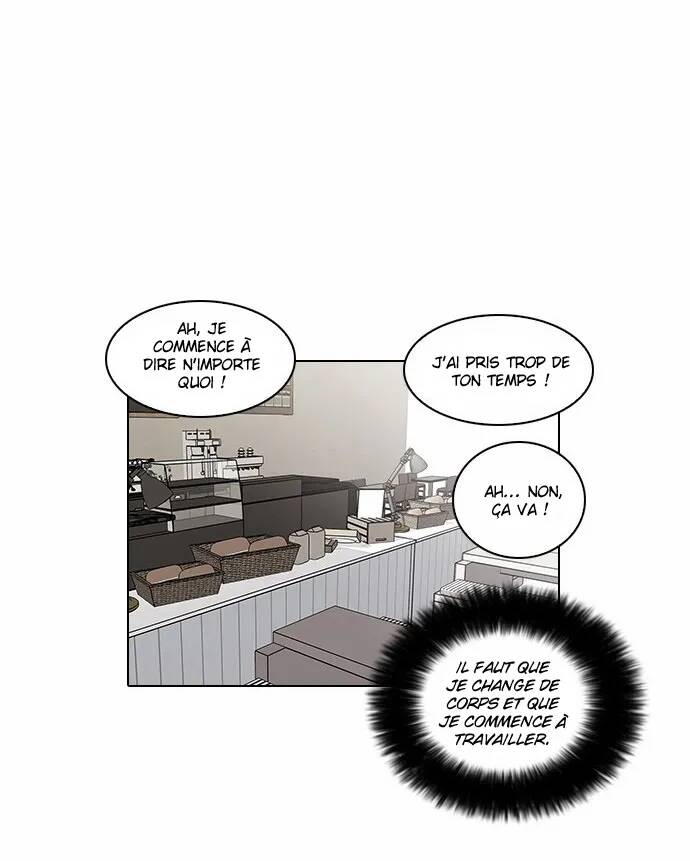 AH, JE
COMMENCE À
DIRE N'IMPORTE
QUOI !
J'AI PRIS TROP DE
TON TEMPS !
AH... NON,
ÇA VA !
IL FAUT QUE
JE CHANGE DE
CORPS ET QUE
JE COMMENCE À
TRAVAILLER.